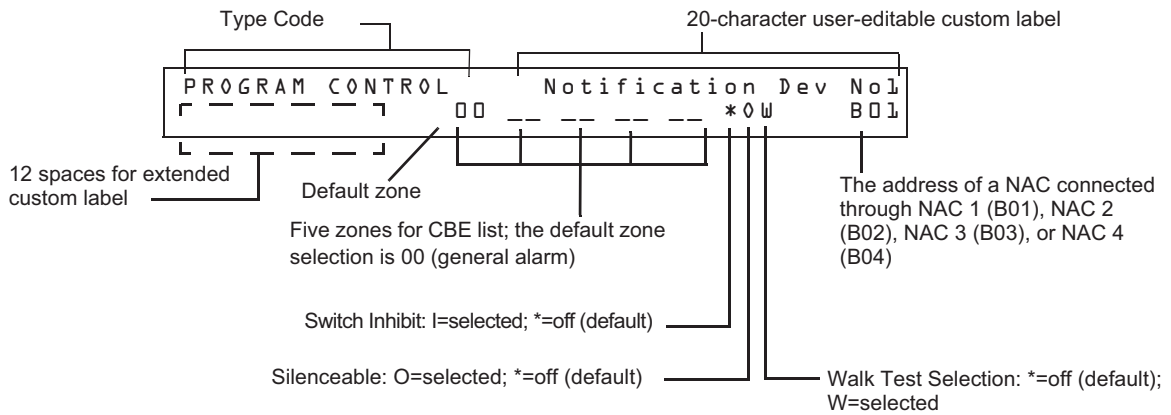 Type Code
20-character user-editable custom label
PROGRAM CONTROL Notification Dev No1
00 __ __ __ __ *OW B01
12 spaces for extended
custom label
Default zone
Five zones for CBE list; the default zone
selection is 00 (general alarm)
The address of a NAC connected
through NAC 1 (B01), NAC 2
(B02), NAC 3 (B03), or NAC 4
(B04)
Switch Inhibit: I=selected; *=off (default)
Silenceable: O=selected; *=off (default)
Walk Test Selection: *=off (default);
W=selected